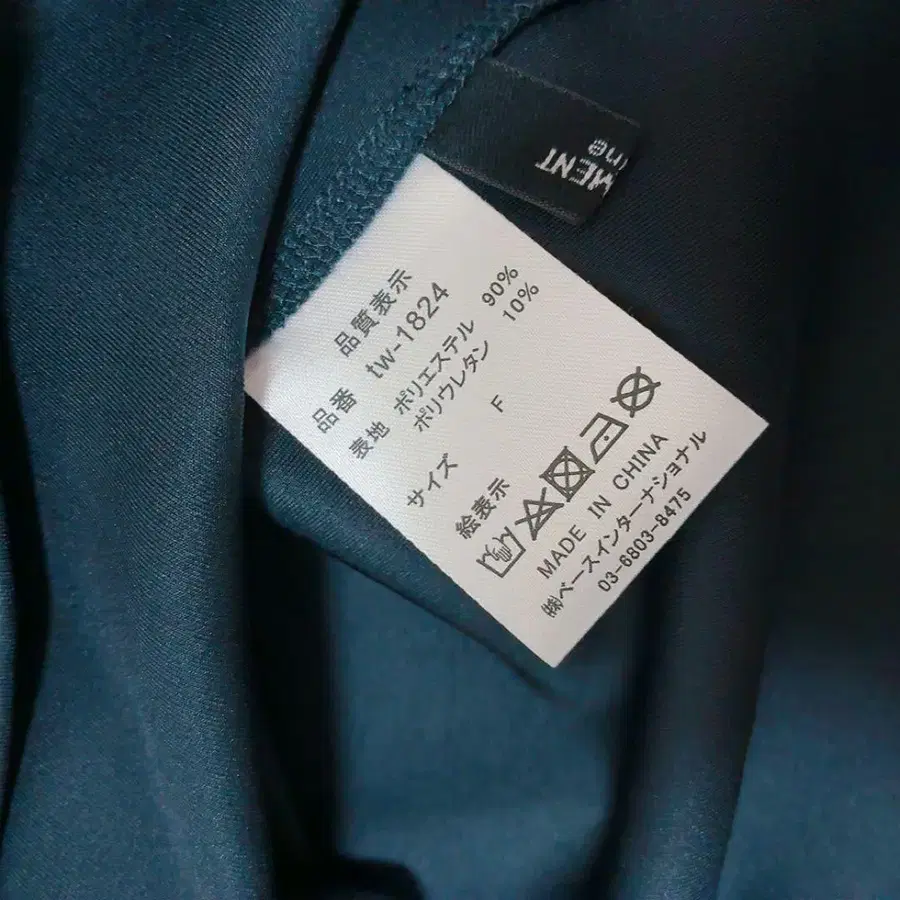 MENT
ne
品質表示
品番 tw-1824
表地 ポリエステル 90%
ポリウレタン 10%
サイズ F
絵表示
MADE IN CHINA
㈱ベースインターナショナル
03-6803-8475